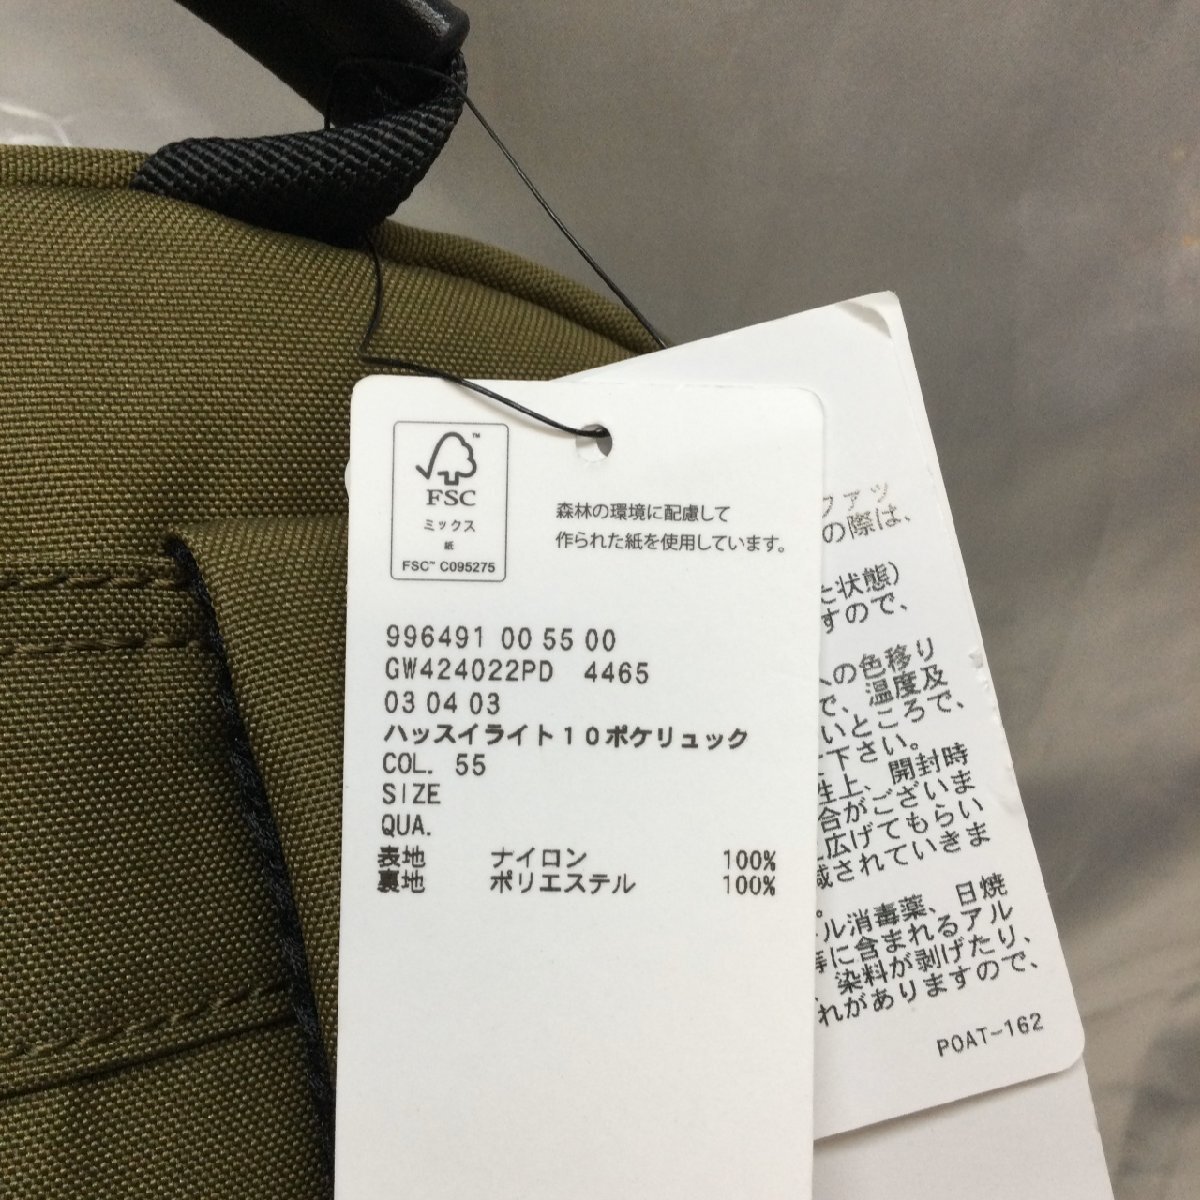 FSC™
ミックス
紙
FSC™ C095275
森林の環境に配慮して
作られた紙を使用しています。
996491 00 55 00
GW424022PD 4465
03 04 03
ハッスイライト10ポケリュック
COL. 55
SIZE
QUA.
表地 ナイロン 100%
裏地 ポリエステル 100%
ファッ
の際は、
た状態）
すので、
への色移り
で、温度及
いところで、
下さい。
性上、開封時
合がございま
広げてもらい
減されていきま
ル消毒薬、日焼
等に含まれるアル
染料が剥げたり、
れがありますので、
POAT-162